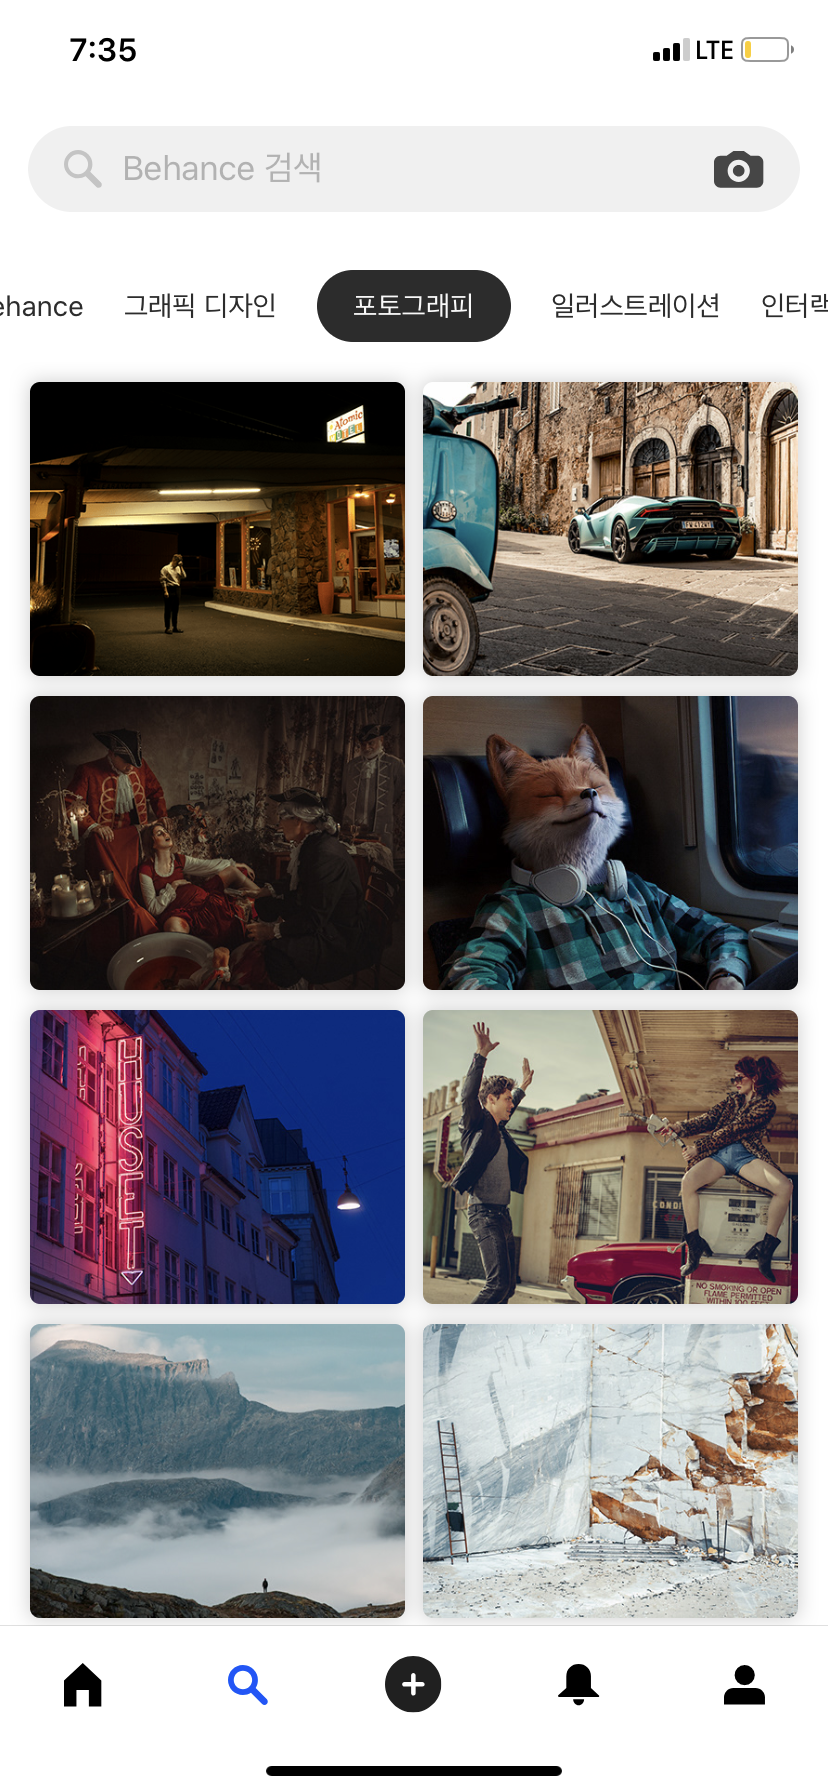 7:35
LTE
Behance 검색
ehance 그래픽 디자인 포토그래피 일러스트레이션 인터랙
Atomic
MOTEL
HUSET
NO SMOKING OR OPEN
FLAME PERMITTED